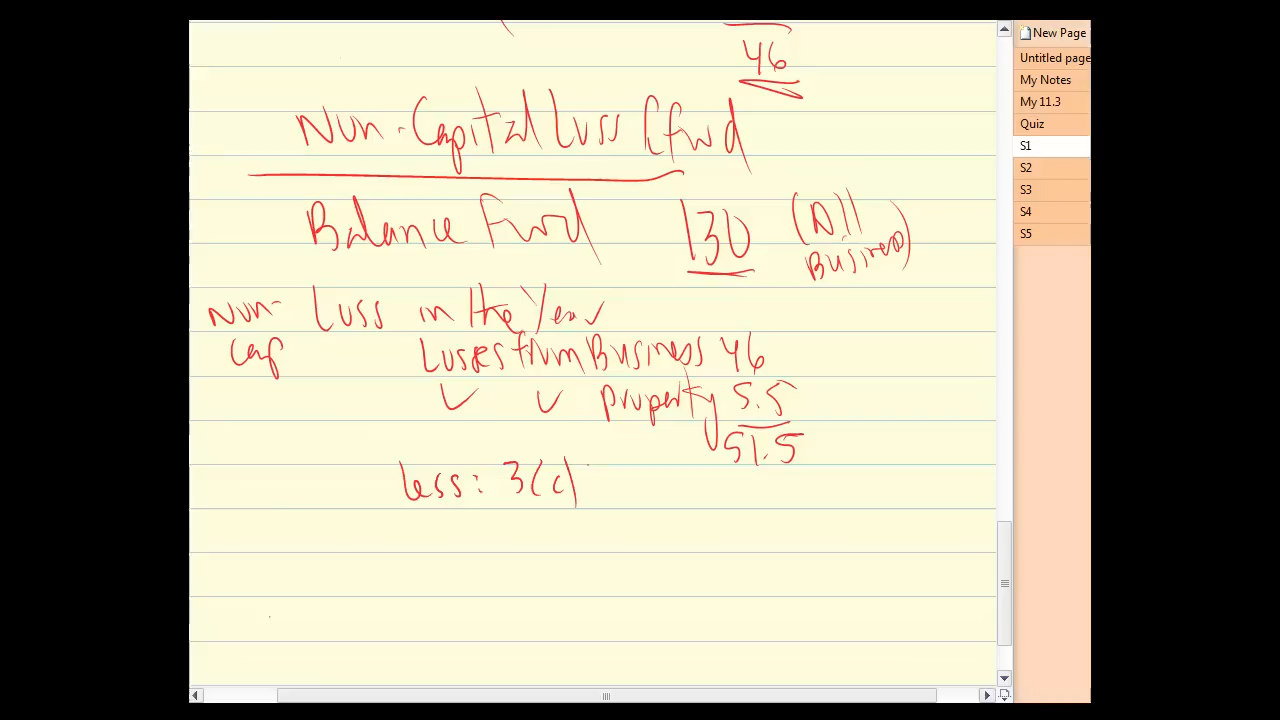 46
Non-Capital Loss Cfwd
Balance Fwd 130 (All Business)
Non-Cap Loss in the Year
Losses from Business 46
✓ ✓ Property 5.5
51.5
less: 3(c)
New Page
Untitled page
My Notes
My 11.3
Quiz
S1
S2
S3
S4
S5